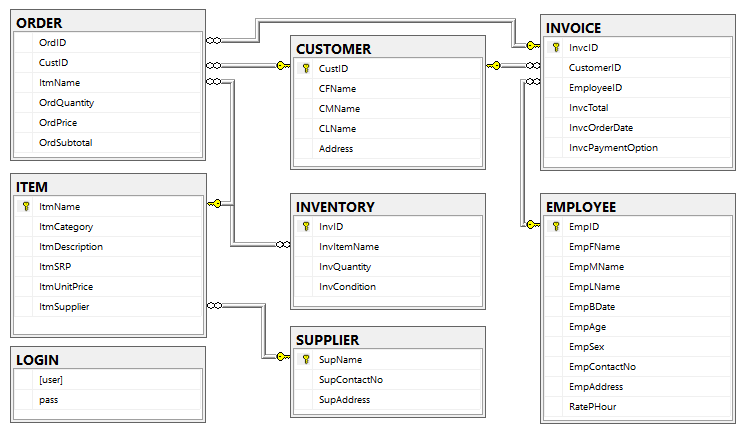 ORDER
OrdID
CustID
ItmName
OrdQuantity
OrdPrice
OrdSubtotal
CUSTOMER
CustID
CFName
CMName
CLName
Address
INVOICE
InvcID
CustomerID
EmployeeID
InvcTotal
InvcOrderDate
InvcPaymentOption
ITEM
ItmName
ItmCategory
ItmDescription
ItmSRP
ItmUnitPrice
ItmSupplier
INVENTORY
InvID
InvItemName
InvQuantity
InvCondition
EMPLOYEE
EmpID
EmpFName
EmpMName
EmpLName
EmpBDate
EmpAge
EmpSex
EmpContactNo
EmpAddress
RatePHour
LOGIN
[user]
pass
SUPPLIER
SupName
SupContactNo
SupAddress